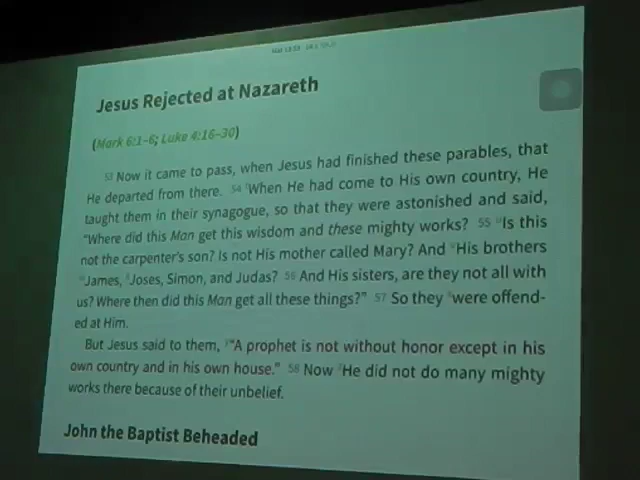 Jesus Rejected at Nazareth
(Mark 6:1–6; Luke 4:16–30)
53 Now it came to pass, when Jesus had finished these parables, that
He departed from there. 54 When He had come to His own country, He
taught them in their synagogue, so that they were astonished and said,
"Where did this Man get this wisdom and these mighty works? 55 Is this
not the carpenter's son? Is not His mother called Mary? And His brothers
James, Joses, Simon, and Judas? 56 And His sisters, are they not all with
us? Where then did this Man get all these things?" 57 So they were offend-
ed at Him.
But Jesus said to them, "A prophet is not without honor except in his
own country and in his own house." 58 Now He did not do many mighty
works there because of their unbelief.
John the Baptist Beheaded